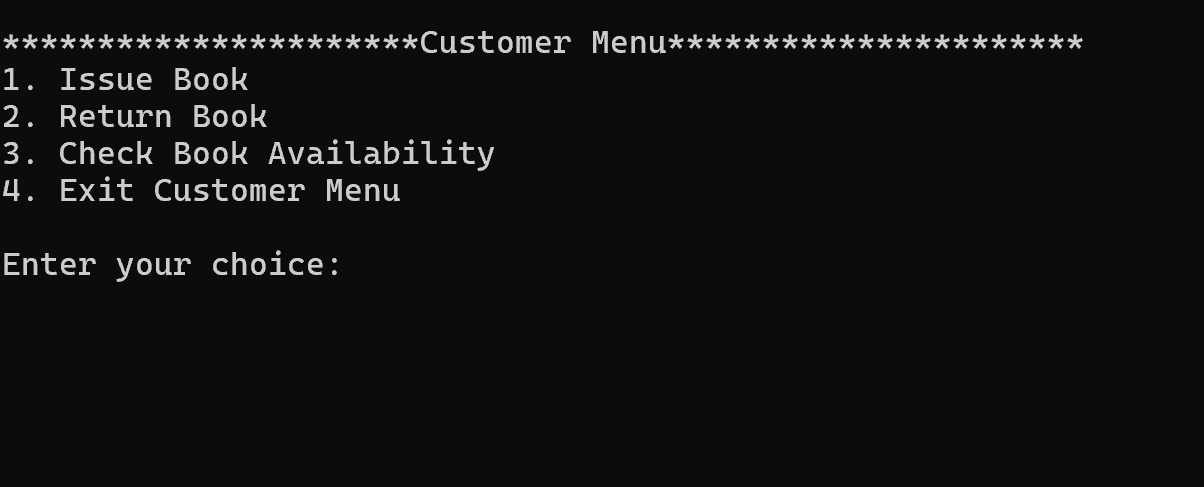 **********************Customer Menu**********************
1. Issue Book
2. Return Book
3. Check Book Availability
4. Exit Customer Menu
Enter your choice: